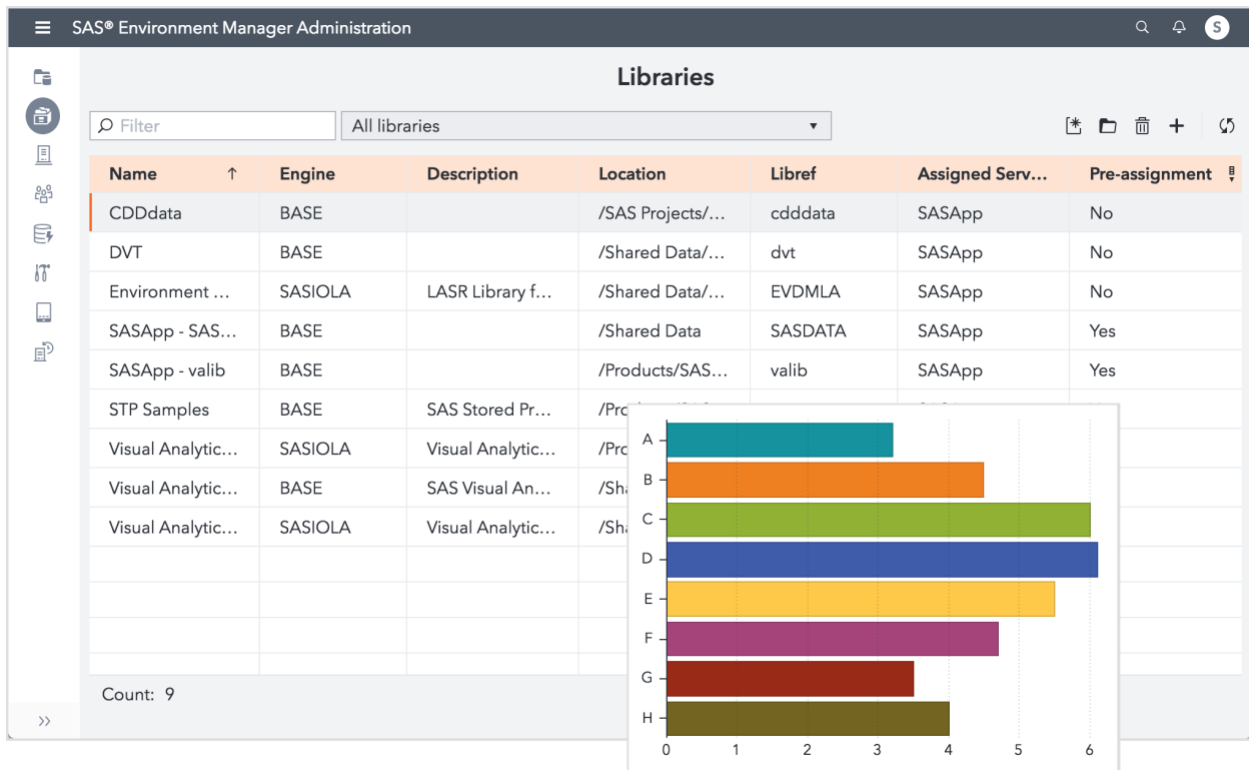 SAS® Environment Manager Administration
S
Libraries
Filter
All libraries
Name Engine Description Location Libref Assigned Serv... Pre-assignment
CDDdata BASE /SAS Projects/... cdddata SASApp No
DVT BASE /Shared Data/... dvt SASApp No
Environment ... SASIOLA LASR Library f... /Shared Data/... EVDMLA SASApp No
SASApp - SAS... BASE /Shared Data SASDATA SASApp Yes
SASApp - valib BASE /Products/SAS... valib SASApp Yes
STP Samples BASE SAS Stored Pr...
Visual Analytic... SASIOLA Visual Analytic...
Visual Analytic... BASE SAS Visual An...
Visual Analytic... SASIOLA Visual Analytic...
Count: 9
A
B
C
D
E
F
G
H
0 1 2 3 4 5 6